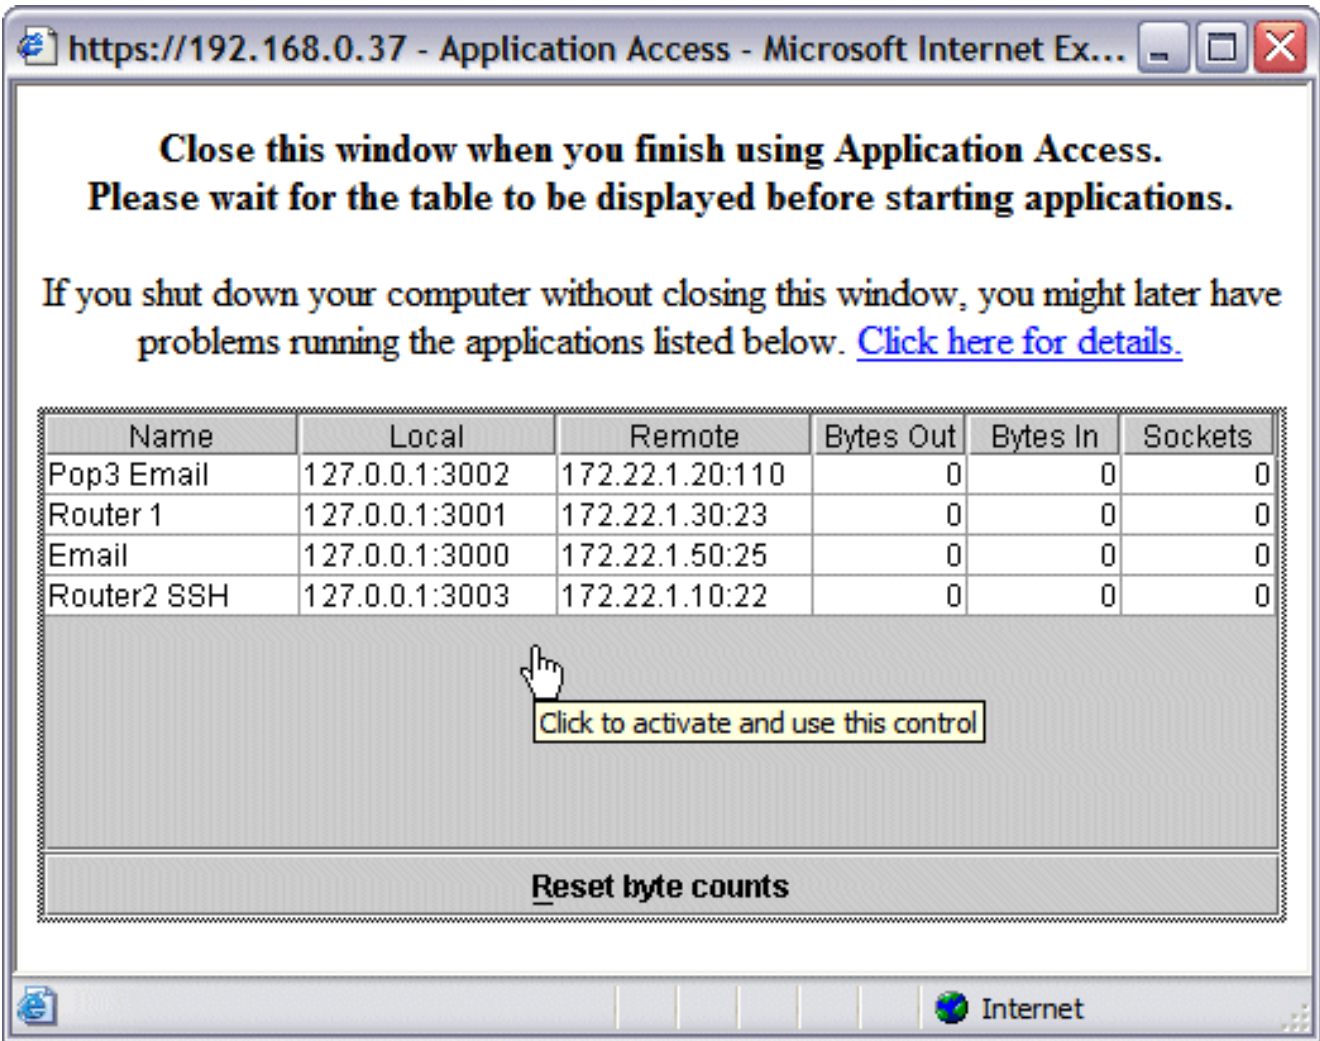 https://192.168.0.37 - Application Access - Microsoft Internet Ex...
Close this window when you finish using Application Access.
Please wait for the table to be displayed before starting applications.
If you shut down your computer without closing this window, you might later have
problems running the applications listed below. Click here for details.
Name Local Remote Bytes Out Bytes In Sockets
Pop3 Email 127.0.0.1:3002 172.22.1.20:110 0 0 0
Router 1 127.0.0.1:3001 172.22.1.30:23 0 0 0
Email 127.0.0.1:3000 172.22.1.50:25 0 0 0
Router2 SSH 127.0.0.1:3003 172.22.1.10:22 0 0 0
Click to activate and use this control
Reset byte counts
Internet